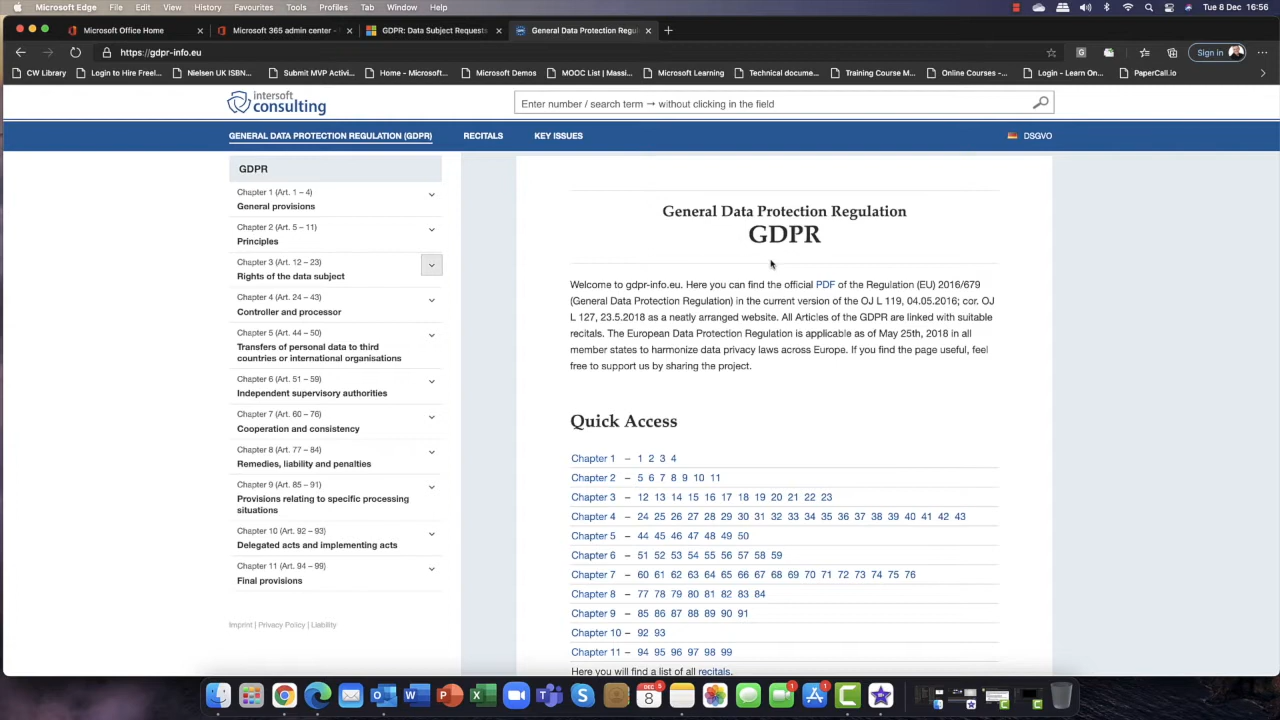 Microsoft Edge File Edit View History Favorites Tools Profiles Tab Window Help
Tue 8 Dec 16:56
Microsoft Office Home
Microsoft 365 admin center -
GDPR: Data Subject Requests
General Data Protection Regul
https://gdpr-info.eu
Sign in
CW Library
Login to Hire Freel...
Nielsen UK ISBN...
Submit MVP Activi...
Home - Microsoft...
Microsoft Demos
MOOC List | Massi...
Microsoft Learning
Technical docume...
Training Course M...
Online Courses -...
Login - Learn On...
PaperCall.io
intersoft
consulting
Enter number / search term → without clicking in the field
GENERAL DATA PROTECTION REGULATION (GDPR)
RECITALS
KEY ISSUES
DSGVO
GDPR
Chapter 1 (Art. 1 – 4)
General provisions
Chapter 2 (Art. 5 – 11)
Principles
Chapter 3 (Art. 12 – 23)
Rights of the data subject
Chapter 4 (Art. 24 – 43)
Controller and processor
Chapter 5 (Art. 44 – 50)
Transfers of personal data to third
countries or international organisations
Chapter 6 (Art. 51 – 59)
Independent supervisory authorities
Chapter 7 (Art. 60 – 76)
Cooperation and consistency
Chapter 8 (Art. 77 – 84)
Remedies, liability and penalties
Chapter 9 (Art. 85 – 91)
Provisions relating to specific processing
situations
Chapter 10 (Art. 92 – 93)
Delegated acts and implementing acts
Chapter 11 (Art. 94 – 99)
Final provisions
Imprint | Privacy Policy | Liability
General Data Protection Regulation
GDPR
Welcome to gdpr-info.eu. Here you can find the official PDF of the Regulation (EU) 2016/679
(General Data Protection Regulation) in the current version of the OJ L 119, 04.05.2016; cor. OJ
L 127, 23.5.2018 as a neatly arranged website. All Articles of the GDPR are linked with suitable
recitals. The European Data Protection Regulation is applicable as of May 25th, 2018 in all
member states to harmonize data privacy laws across Europe. If you find the page useful, feel
free to support us by sharing the project.
Quick Access
Chapter 1 – 1 2 3 4
Chapter 2 – 5 6 7 8 9 10 11
Chapter 3 – 12 13 14 15 16 17 18 19 20 21 22 23
Chapter 4 – 24 25 26 27 28 29 30 31 32 33 34 35 36 37 38 39 40 41 42 43
Chapter 5 – 44 45 46 47 48 49 50
Chapter 6 – 51 52 53 54 55 56 57 58 59
Chapter 7 – 60 61 62 63 64 65 66 67 68 69 70 71 72 73 74 75 76
Chapter 8 – 77 78 79 80 81 82 83 84
Chapter 9 – 85 86 87 88 89 90 91
Chapter 10 – 92 93
Chapter 11 – 94 95 96 97 98 99
Here you will find a list of all recitals.
DEC 5
8
1
1